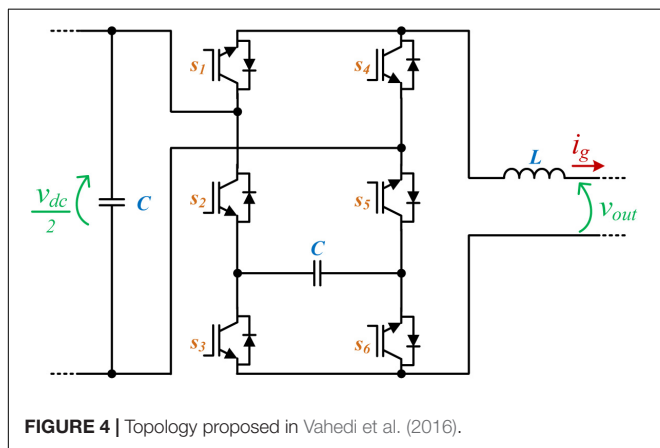 s1
s4
L
ig
vdc
2
C
s2
s5
vout
C
s3
s6
FIGURE 4 | Topology proposed in Vahedi et al. (2016).